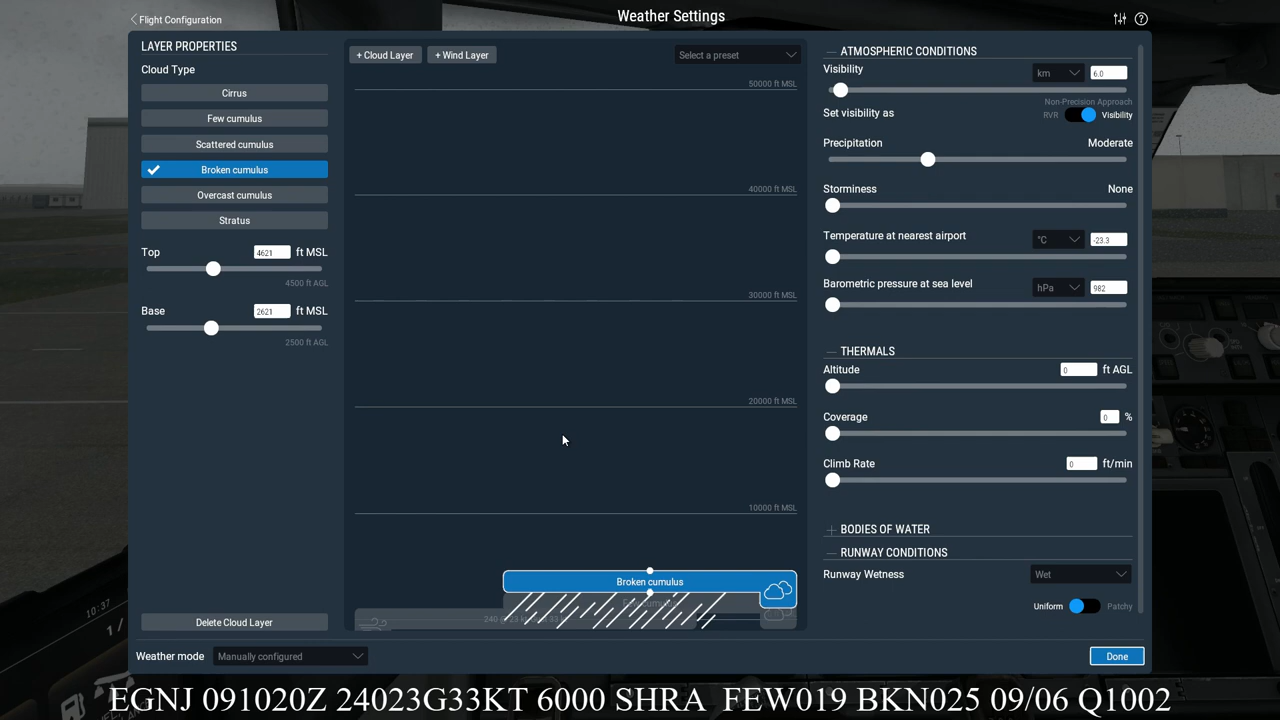 Flight Configuration
Weather Settings
LAYER PROPERTIES
Cloud Type
Cirrus
Few cumulus
Scattered cumulus
Broken cumulus
Overcast cumulus
Stratus
Top 4621 ft MSL
4500 ft AGL
Base 2621 ft MSL
2500 ft AGL
Delete Cloud Layer
+ Cloud Layer + Wind Layer Select a preset
50000 ft MSL
40000 ft MSL
30000 ft MSL
20000 ft MSL
10000 ft MSL
Broken cumulus
ATMOSPHERIC CONDITIONS
Visibility km 6.0
Non-Precision Approach
Set visibility as RVR Visibility
Precipitation Moderate
Storminess None
Temperature at nearest airport °C -23.3
Barometric pressure at sea level hPa 982
THERMALS
Altitude 0 ft AGL
Coverage 0 %
Climb Rate 0 ft/min
BODIES OF WATER
RUNWAY CONDITIONS
Runway Wetness Wet
Uniform Patchy
Weather mode Manually configured
Done
10:37
EGNJ 091020Z 24023G33KT 6000 SHRA FEW019 BKN025 09/06 Q1002